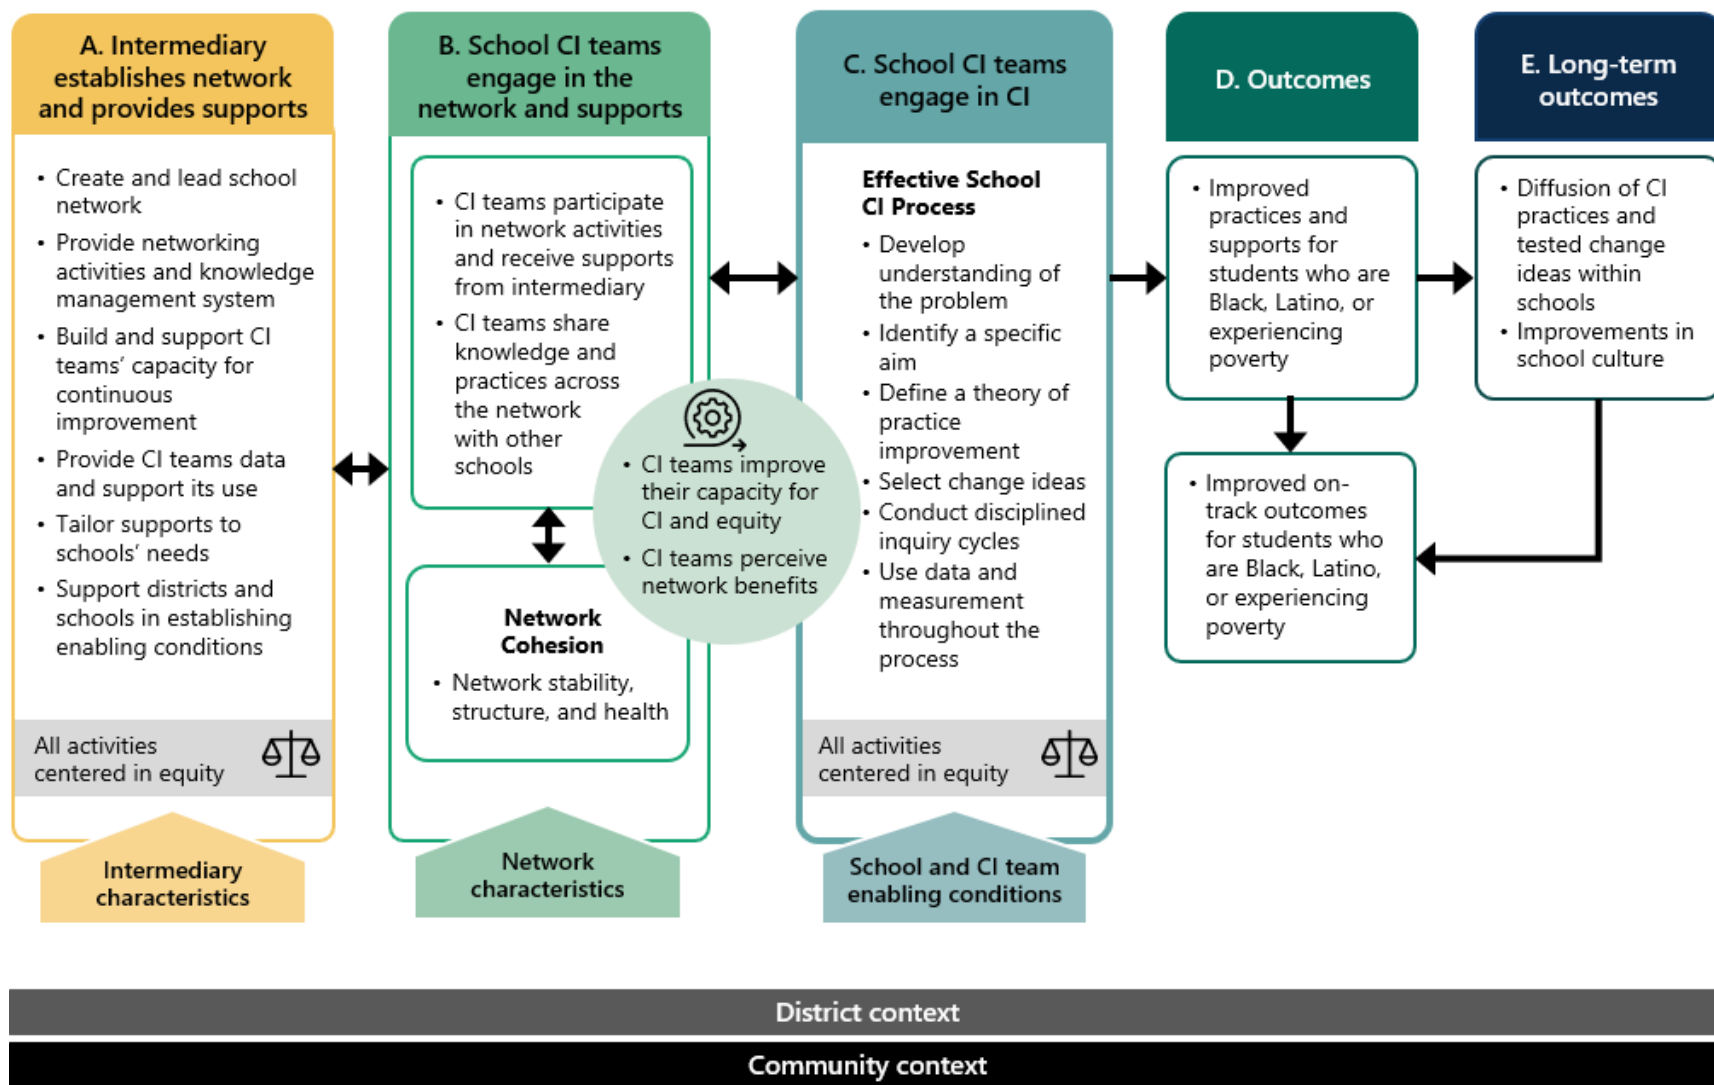 A. Intermediary
establishes network
and provides supports
• Create and lead school
network
• Provide networking
activities and knowledge
management system
• Build and support CI
teams’ capacity for
continuous
improvement
• Provide CI teams data
and support its use
• Tailor supports to
schools’ needs
• Support districts and
schools in establishing
enabling conditions
All activities
centered in equity
Intermediary
characteristics
B. School CI teams
engage in the
network and supports
• CI teams participate
in network activities
and receive supports
from intermediary
• CI teams share
knowledge and
practices across
the network
with other
schools
Network
Cohesion
• Network stability,
structure, and health
Network
characteristics
• CI teams improve
their capacity for
CI and equity
• CI teams perceive
network benefits
C. School CI teams
engage in CI
Effective School
CI Process
• Develop
understanding of
the problem
• Identify a specific
aim
• Define a theory of
practice
improvement
• Select change ideas
• Conduct disciplined
inquiry cycles
• Use data and
measurement
throughout the
process
All activities
centered in equity
School and CI team
enabling conditions
D. Outcomes
• Improved
practices and
supports for
students who are
Black, Latino, or
experiencing
poverty
• Improved on-
track outcomes
for students who
are Black, Latino,
or experiencing
poverty
E. Long-term
outcomes
• Diffusion of CI
practices and
tested change
ideas within
schools
• Improvements in
school culture
District context
Community context